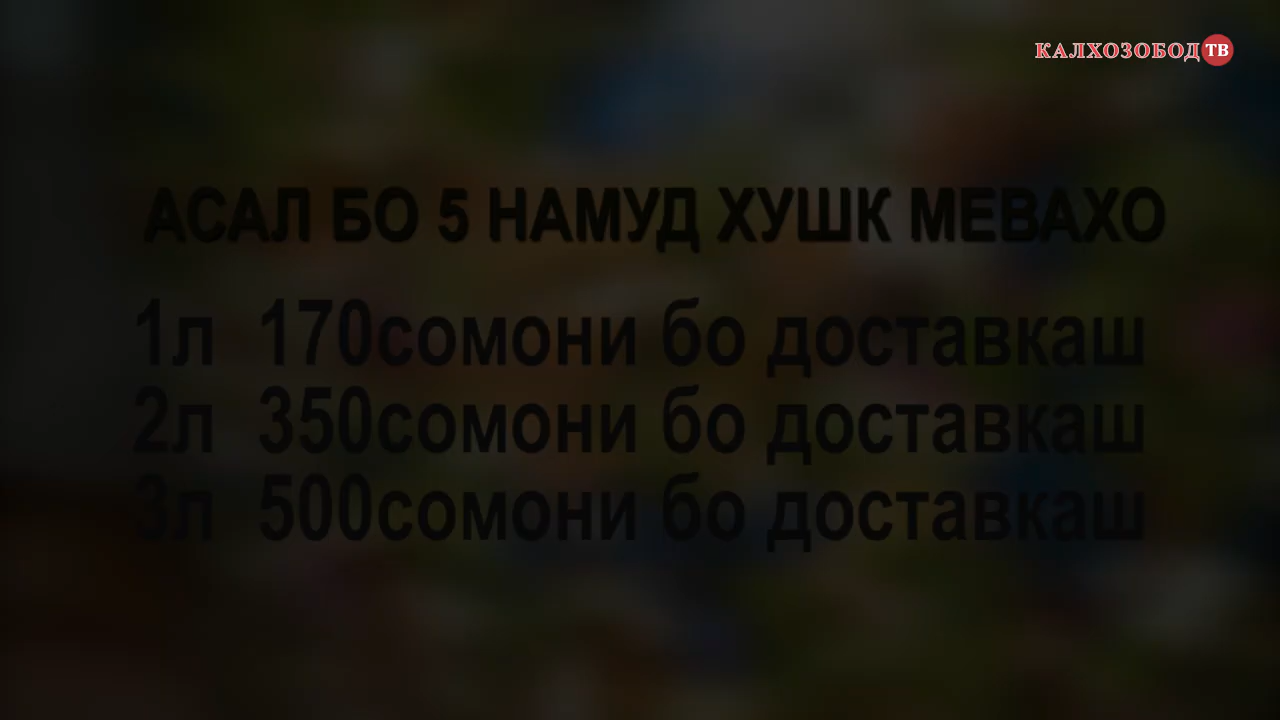 КАЛХОЗОБОД ТВ
АСАЛ БО 5 НАМУД ХУШК МЕВАХО
1л 170сомони бо доставкаш
2л 350сомони бо доставкаш
3л 500сомони бо доставкаш